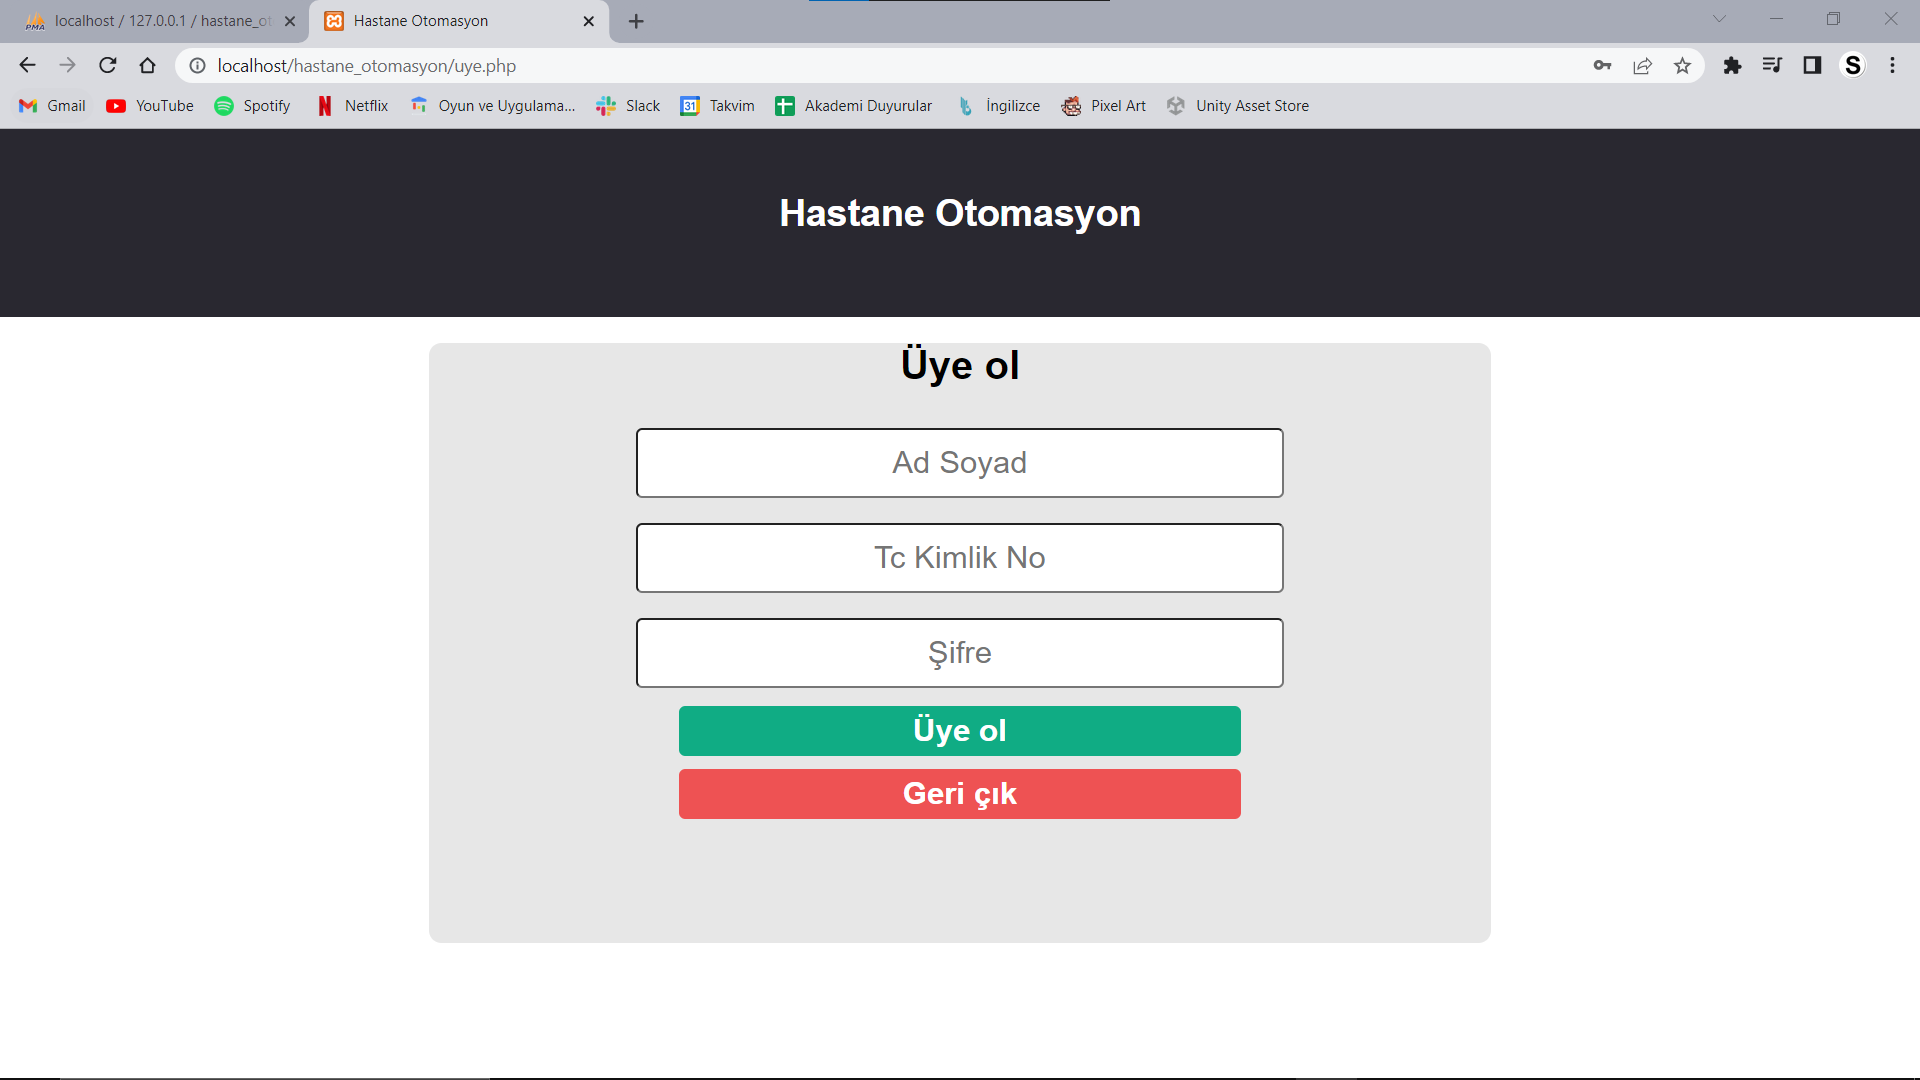 localhost / 127.0.0.1 / hastane_ot
Hastane Otomasyon
localhost/hastane_otomasyon/uye.php
S
Gmail
YouTube
Spotify
Netflix
Oyun ve Uygulama...
Slack
31
Takvim
Akademi Duyurular
İngilizce
Pixel Art
Unity Asset Store
Hastane Otomasyon
Üye ol
Ad Soyad
Tc Kimlik No
Şifre
Üye ol
Geri çık